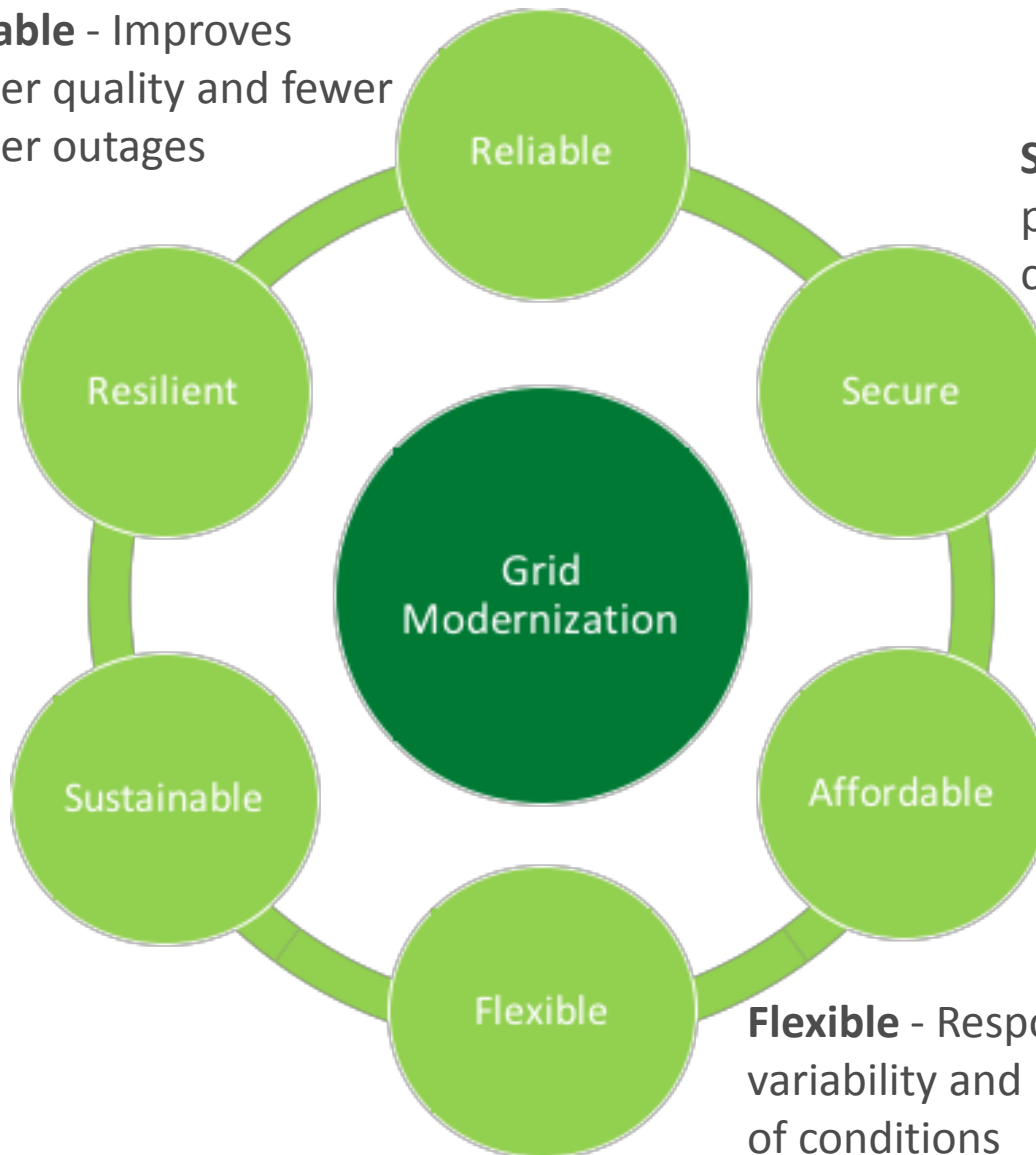 able - Improves
er quality and fewer
er outages
Reliable
Resilient
Secure
Grid
Modernization
Sustainable
Affordable
Flexible
Flexible - Respo
variability and
of conditions